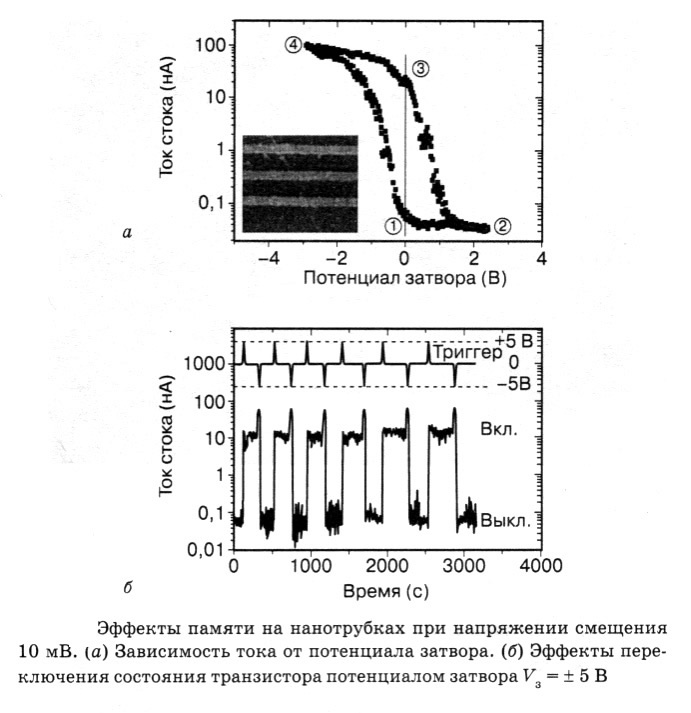 100
10
1
0,1
Ток стока (нА)
④
③
①
②
а
−4
−2
0
2
4
Потенциал затвора (В)
+5 В
Триггер
0
−5В
1000
100
10
1
0,1
0,01
Ток стока (нА)
Вкл.
Выкл.
б
0
1000
2000
3000
4000
Время (с)
Эффекты памяти на нанотрубках при напряжении смещения
10 мВ. (а) Зависимость тока от потенциала затвора. (б) Эффекты пере-
ключения состояния транзистора потенциалом затвора Vз = ± 5 В